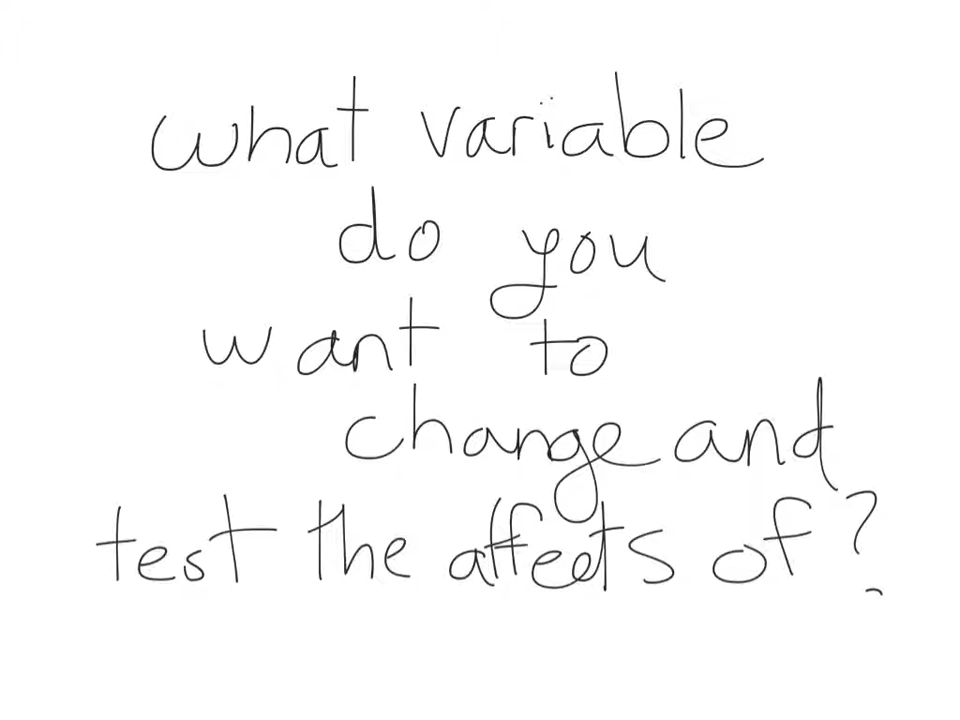 what variable
do you
want to
change and
test the affects of?